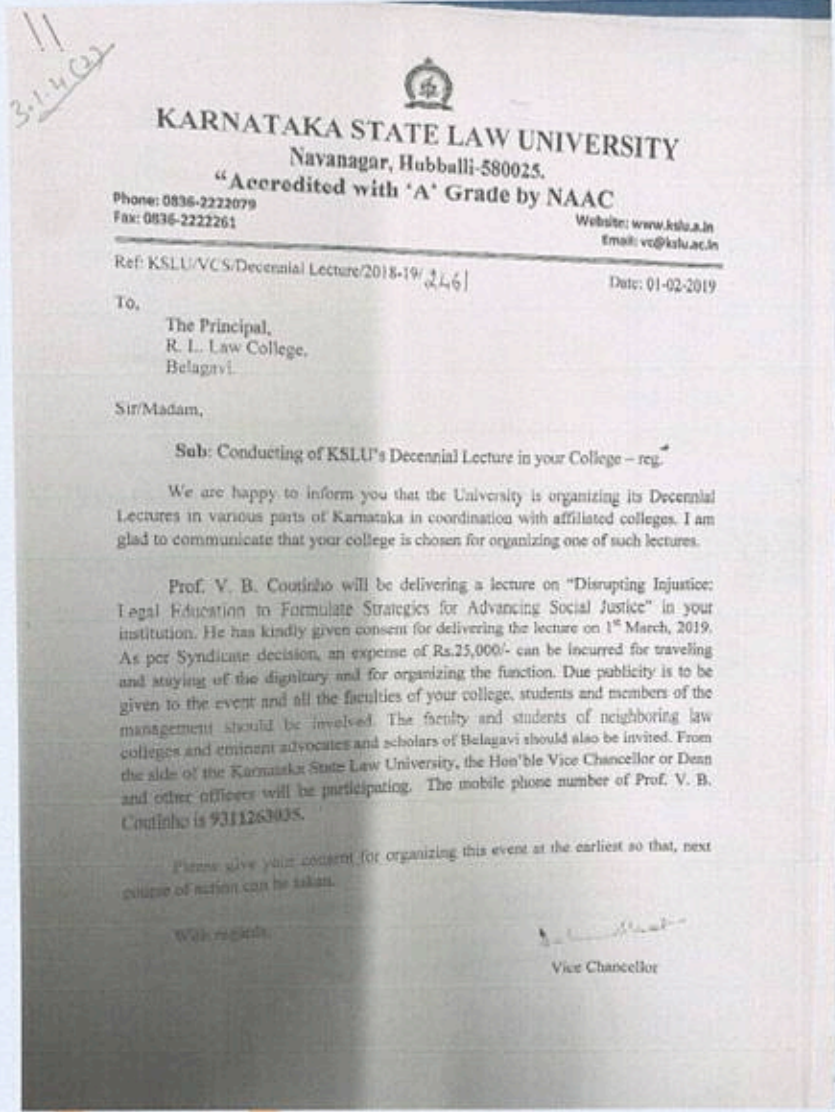 11
3.1.4(2)
KARNATAKA STATE LAW UNIVERSITY
Navanagar, Hubballi-580025.
“Accredited with ‘A’ Grade by NAAC
Phone: 0836-2222079
Fax: 0836-2222261
Website: www.kslu.a.in
Email: vc@kslu.ac.in
Ref: KSLU/VCS/Decennial Lecture/2018-19/2461
Date: 01-02-2019
To,
The Principal,
R. L. Law College,
Belagavi.
Sir/Madam,
Sub: Conducting of KSLU's Decennial Lecture in your College – reg.
We are happy to inform you that the University is organizing its Decennial
Lectures in various parts of Karnataka in coordination with affiliated colleges. I am
glad to communicate that your college is chosen for organizing one of such lectures.
Prof. V. B. Coutinho will be delivering a lecture on “Disrupting Injustice:
Legal Education to Formulate Strategies for Advancing Social Justice” in your
institution. He has kindly given consent for delivering the lecture on 1st March, 2019.
As per Syndicate decision, an expense of Rs.25,000/- can be incurred for traveling
and staying of the dignitary and for organizing the function. Due publicity is to be
given to the event and all the faculties of your college, students and members of the
management should be involved. The faculty and students of neighboring law
colleges and eminent advocates and scholars of Belagavi should also be invited. From
the side of the Karnataka State Law University, the Hon'ble Vice Chancellor or Dean
and other officers will be participating. The mobile phone number of Prof. V. B.
Coutinho is 9311263035.
Please give your consent for organizing this event at the earliest so that, next
course of action can be taken.
With regards,
Vice Chancellor